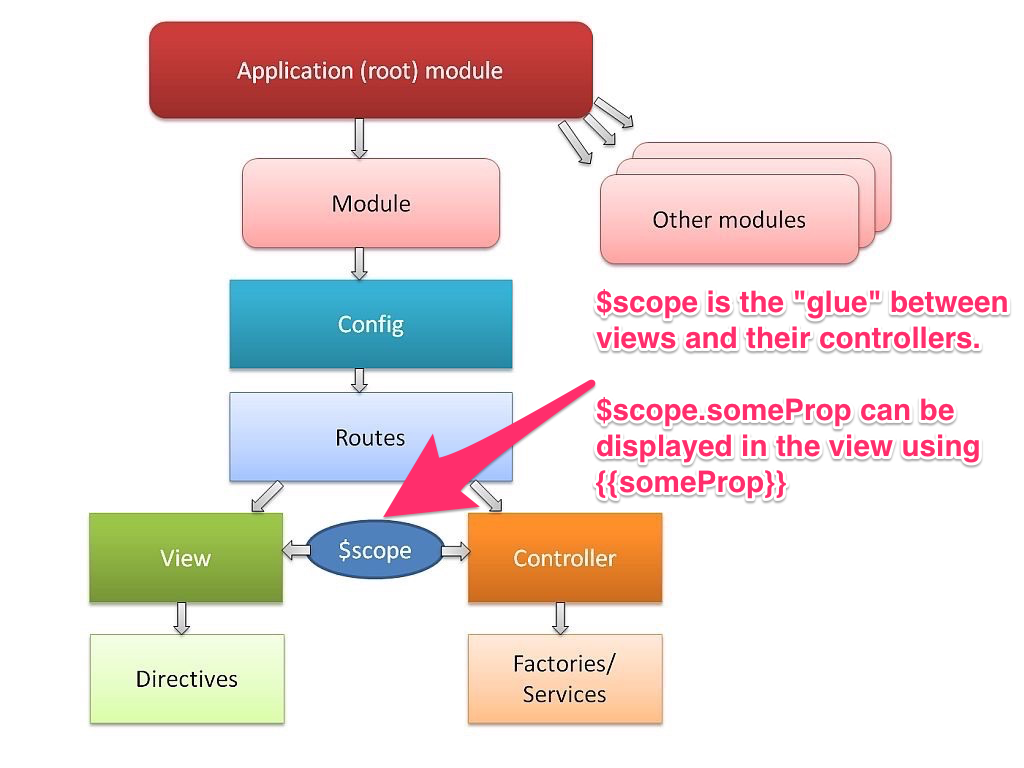 Application (root) module
Module
Other modules
Config
$scope is the "glue" between
views and their controllers.
$scope.someProp can be
displayed in the view using
{{someProp}}
Routes
View
$scope
Controller
Directives
Factories/
Services